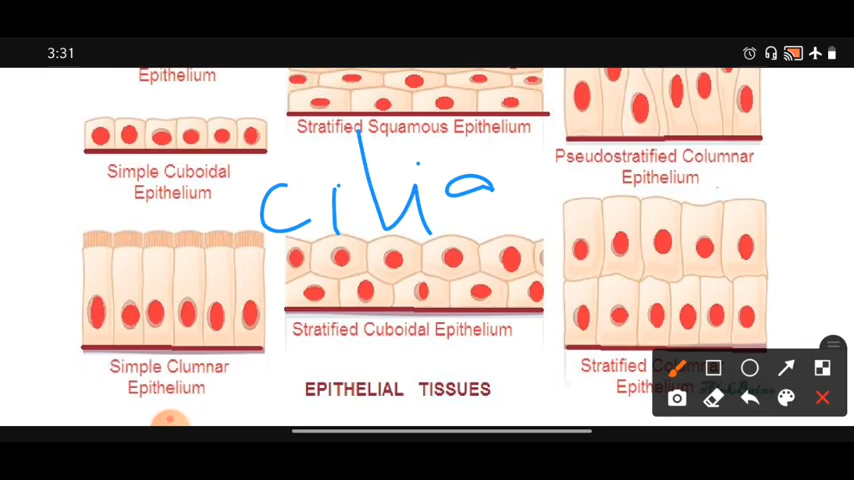 3:31
Epithelium
Stratified Squamous Epithelium
Simple Cuboidal
Epithelium
Pseudostratified Columnar
Epithelium
cilia
Stratified Cuboidal Epithelium
Simple Clumnar
Epithelium
Stratified Columnar
Epithelium
EPITHELIAL TISSUES